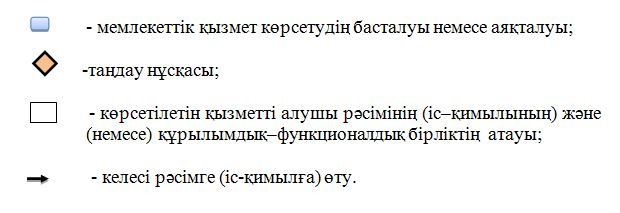 - мемлекеттік қызмет көрсетудің басталуы немесе аяқталуы;
-таңдау нұсқасы;
- көрсетілетін қызметті алушы рәсімінің (іс–қимылының) және
(немесе) құрылымдық–функционалдық бірліктің атауы;
- келесі рәсімге (іс-қимылға) өту.